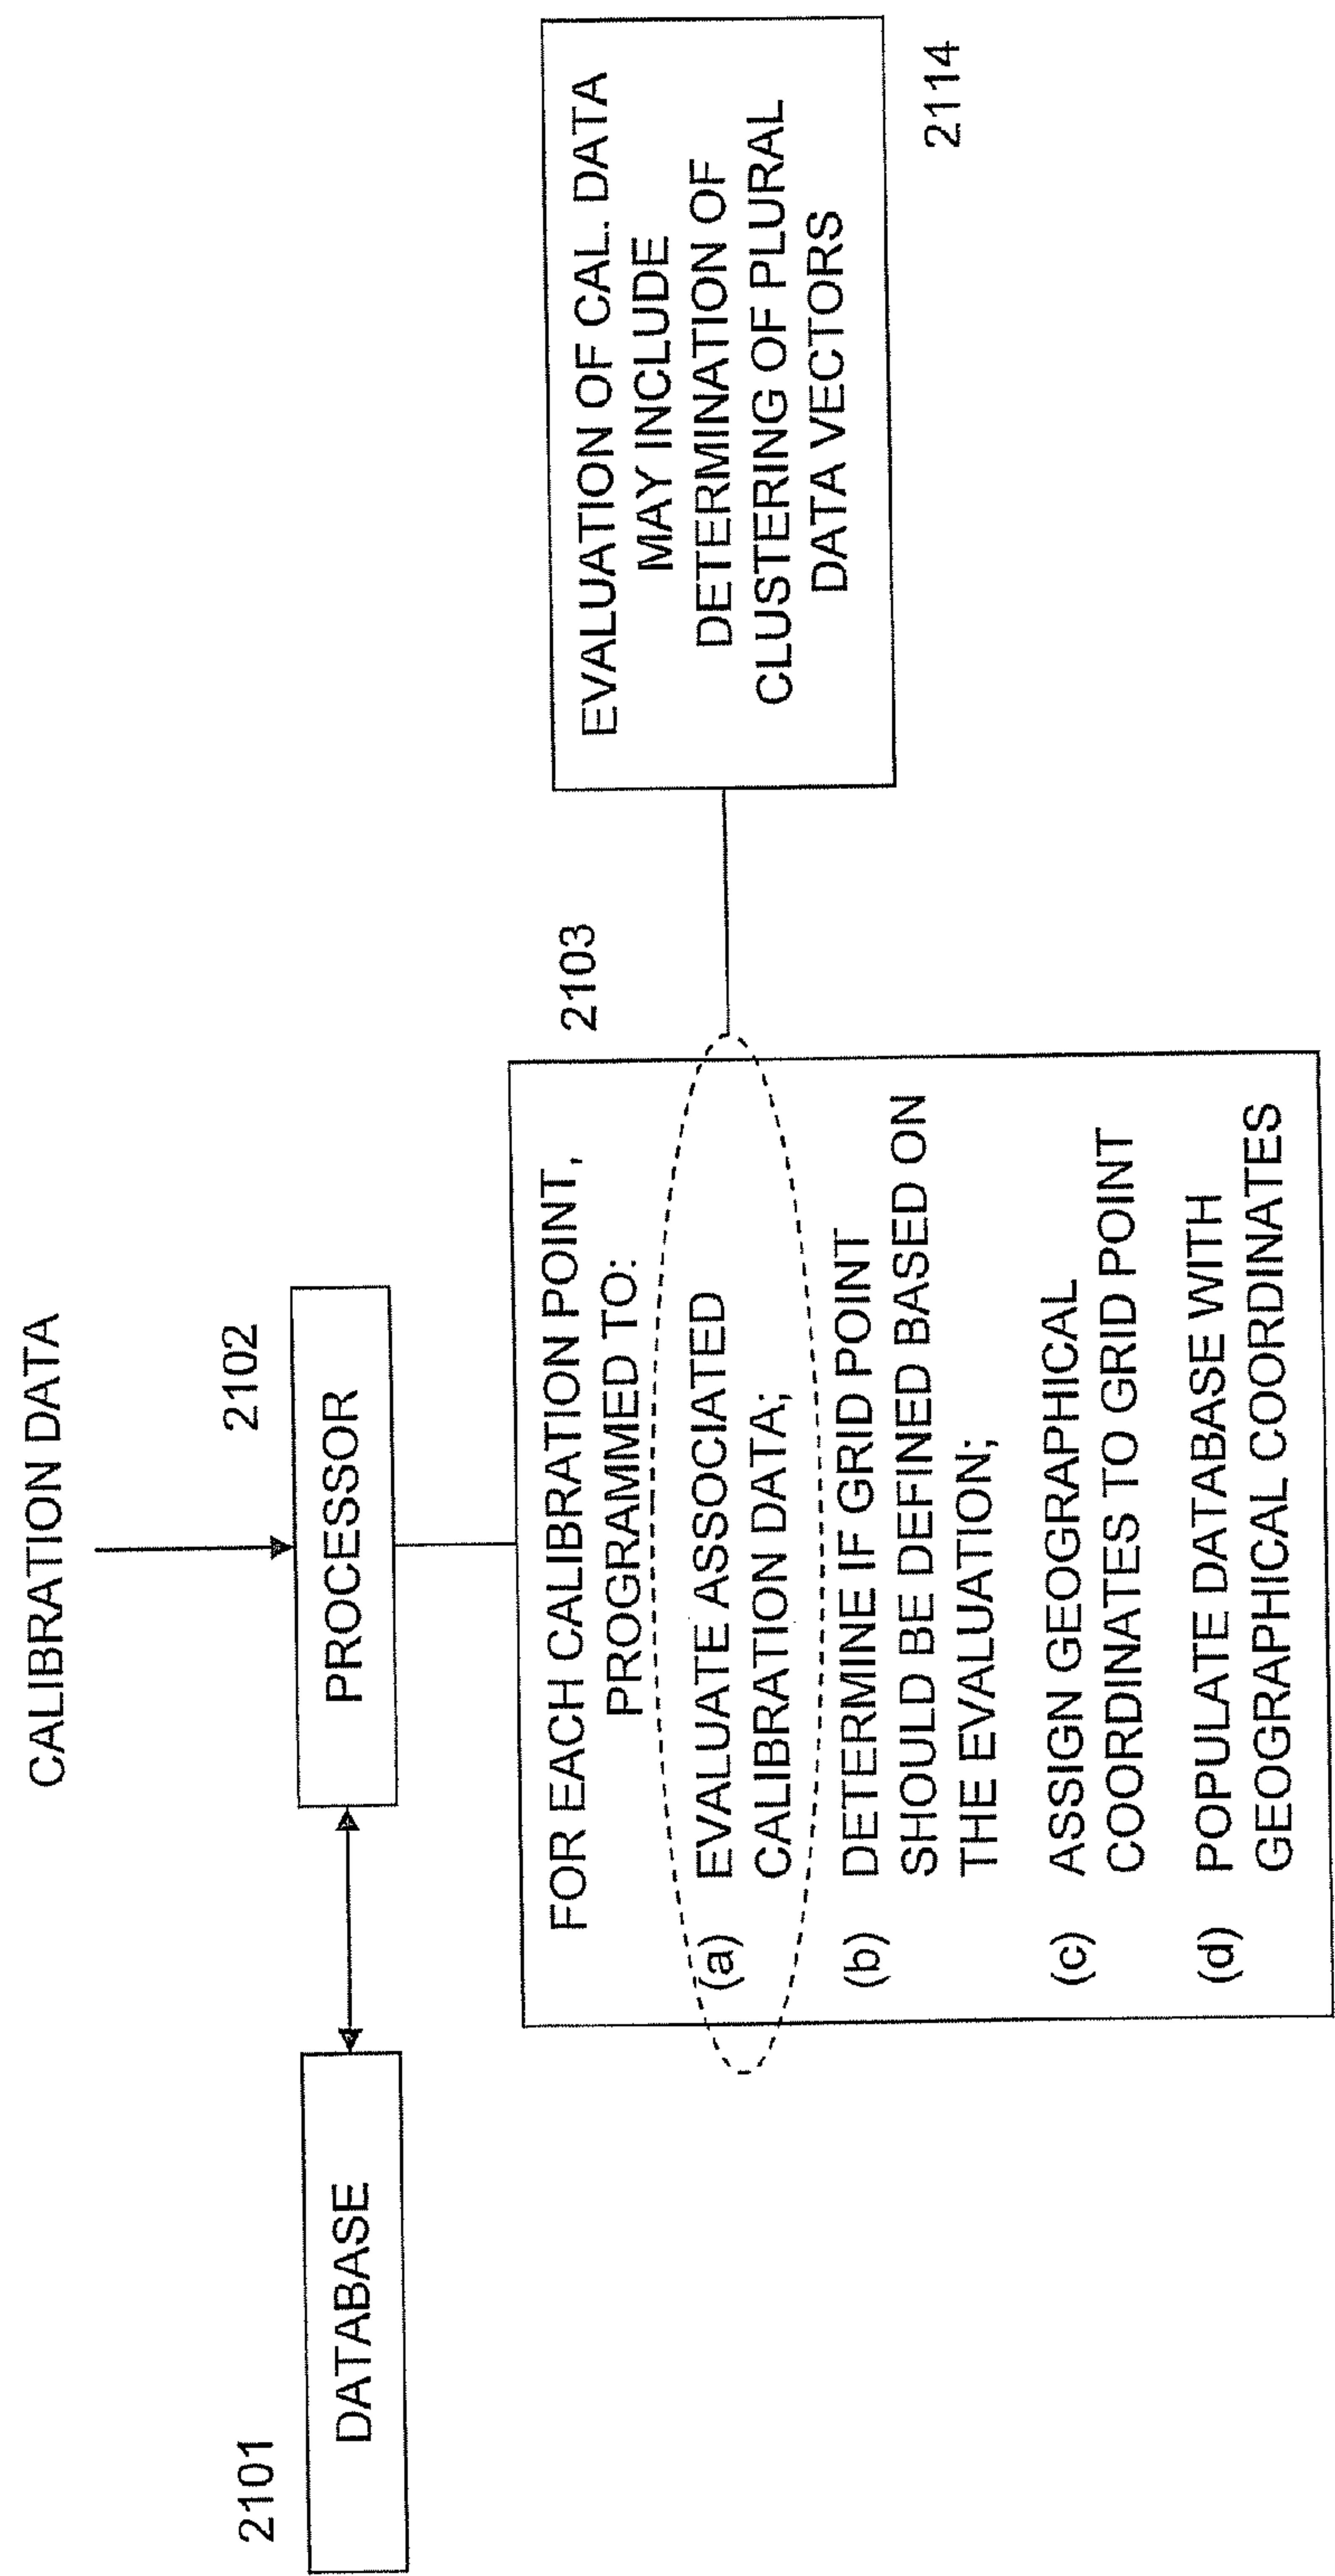 CALIBRATION DATA
2101
DATABASE
2102
PROCESSOR
2103
FOR EACH CALIBRATION POINT,
PROGRAMMED TO:
(a) EVALUATE ASSOCIATED
CALIBRATION DATA;
(b) DETERMINE IF GRID POINT
SHOULD BE DEFINED BASED ON
THE EVALUATION;
(c) ASSIGN GEOGRAPHICAL
COORDINATES TO GRID POINT
(d) POPULATE DATABASE WITH
GEOGRAPHICAL COORDINATES
EVALUATION OF CAL. DATA
MAY INCLUDE
DETERMINATION OF
CLUSTERING OF PLURAL
DATA VECTORS
2114